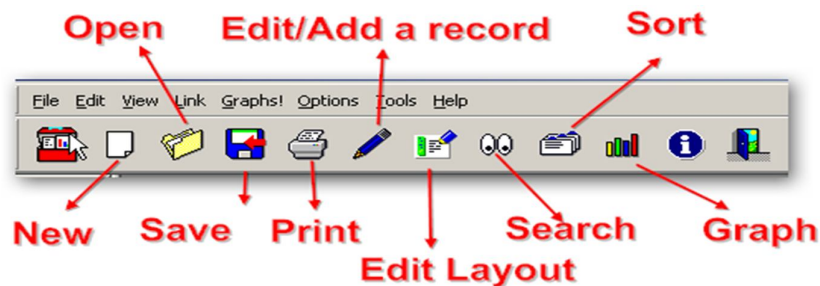 Open Edit/Add a record Sort
File Edit View Link Graphs! Options Tools Help
New Save Print Search Graph
Edit Layout